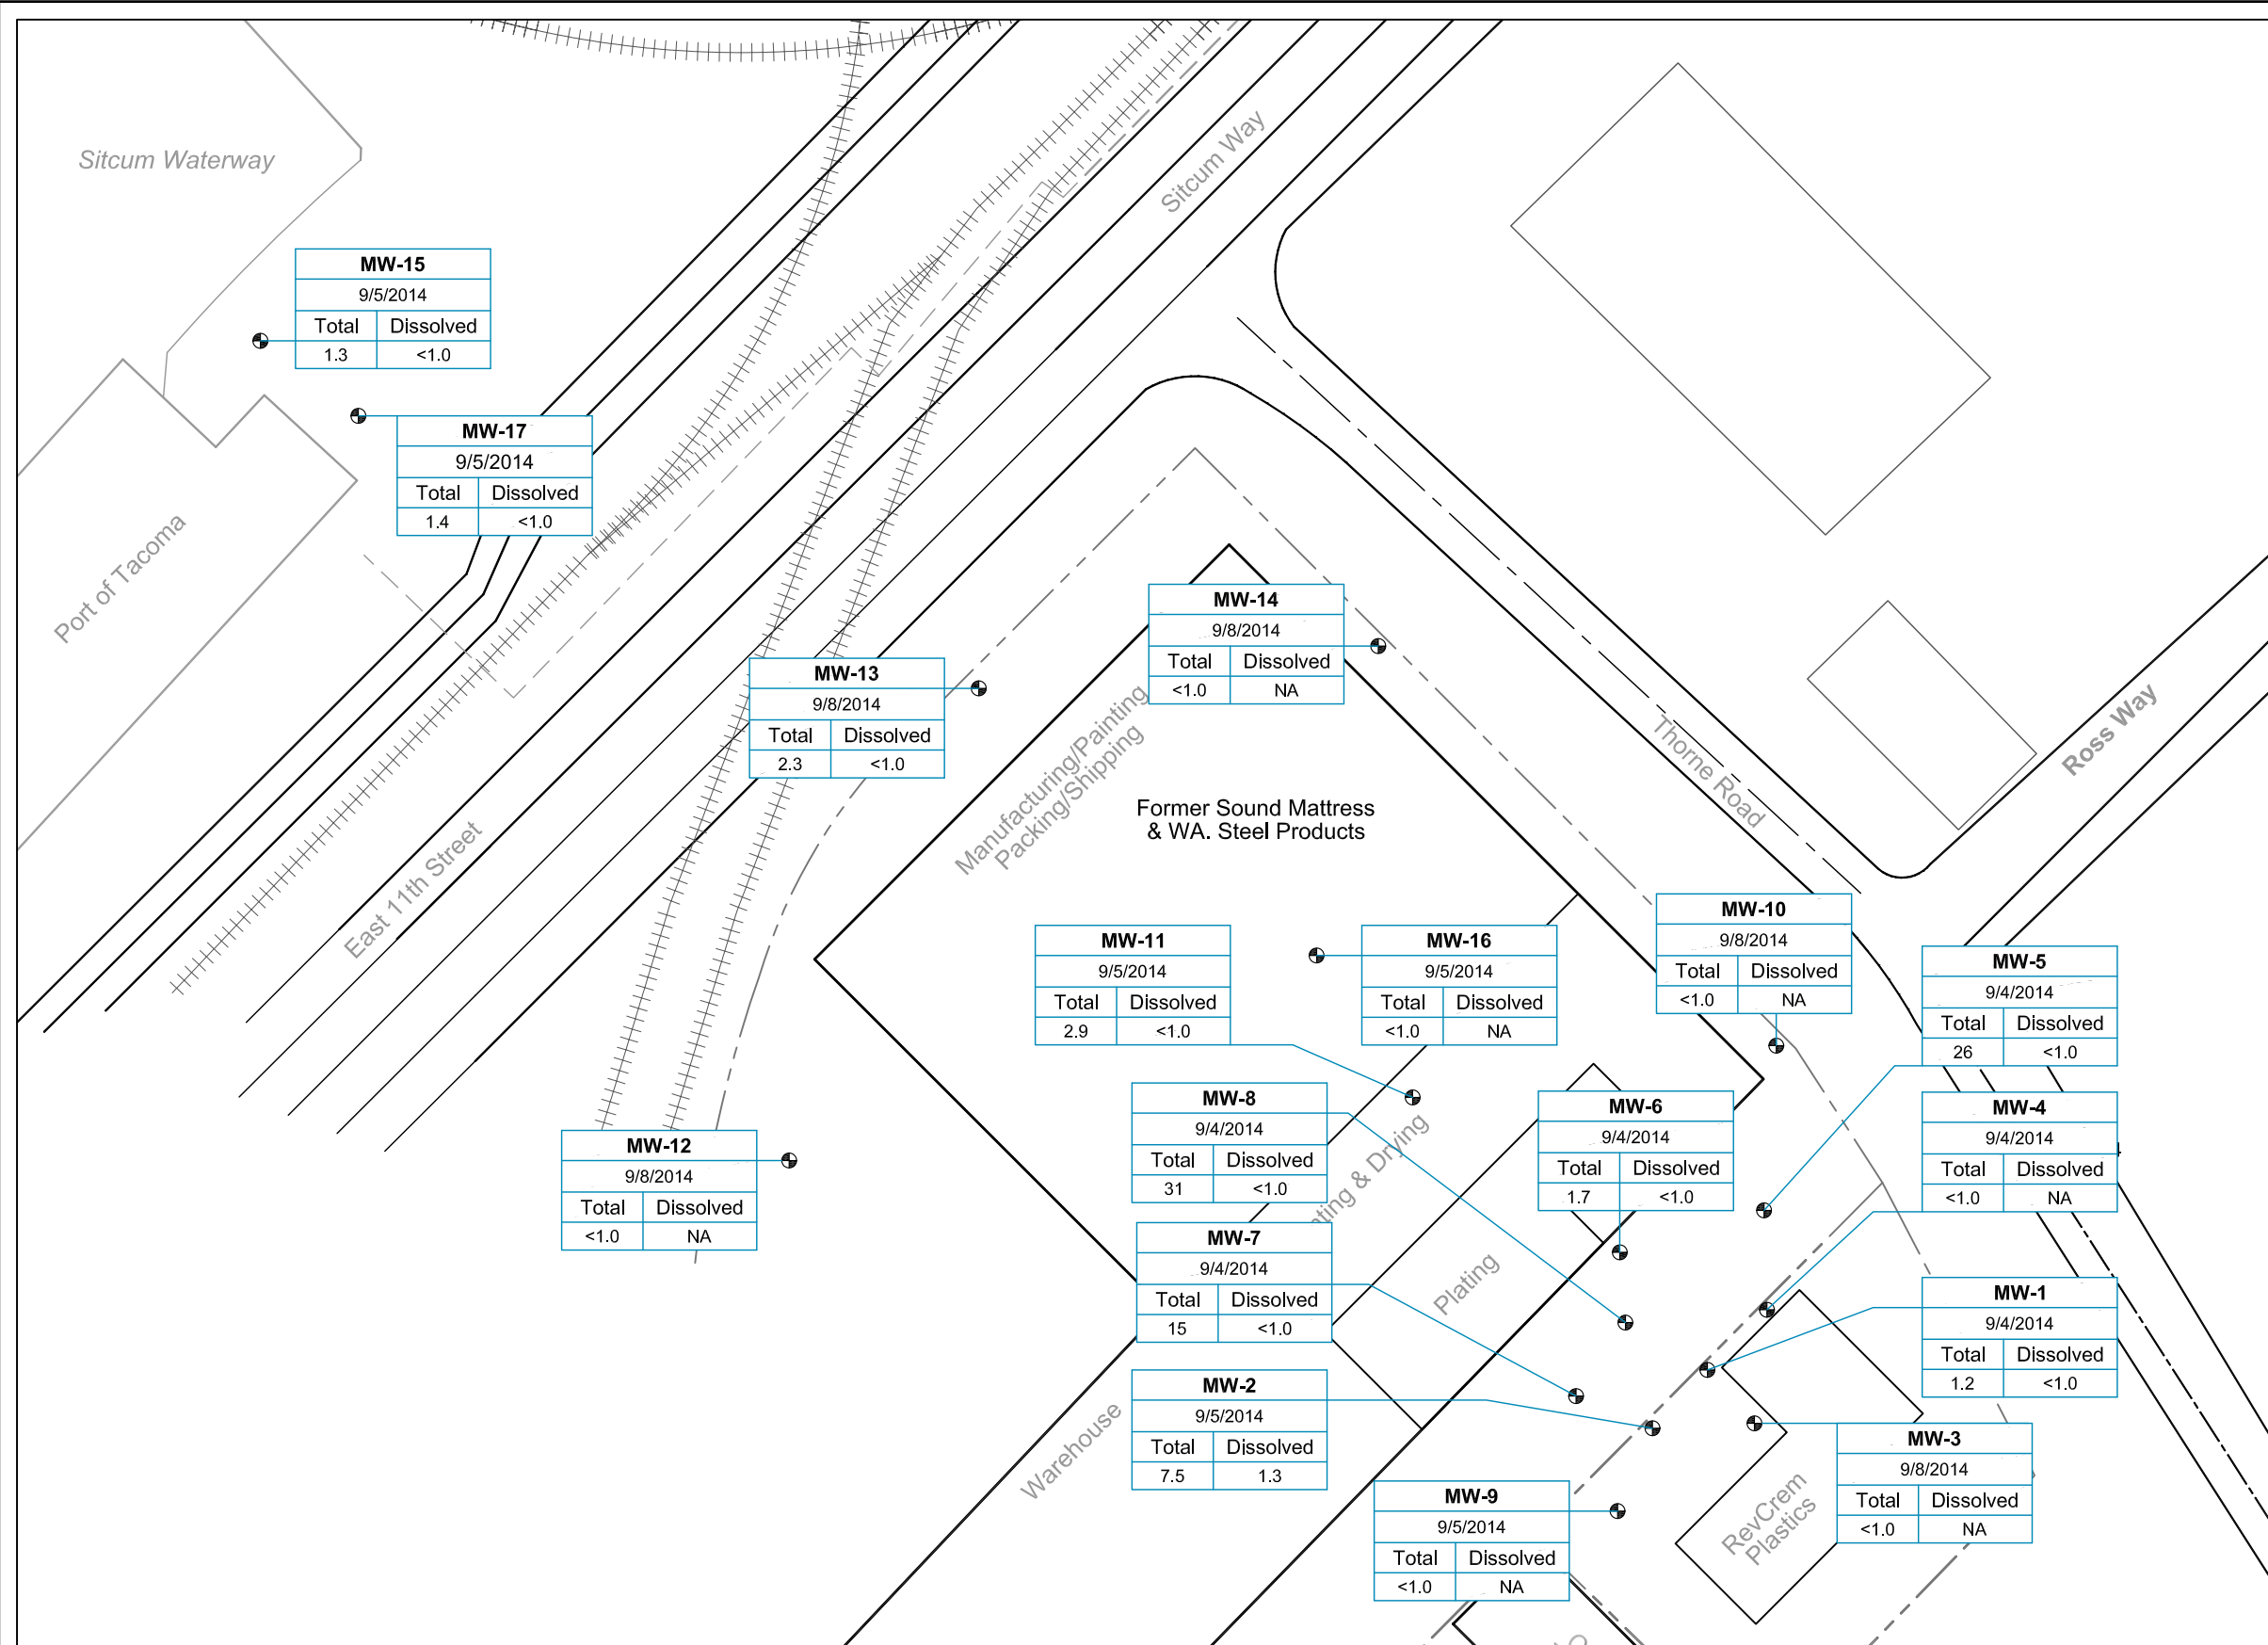 Sitcum Waterway
Sitcum Way
MW-15
9/5/2014
Total Dissolved
1.3 <1.0
MW-17
9/5/2014
Total Dissolved
1.4 <1.0
Port of Tacoma
East 11th Street
MW-14
9/8/2014
Total Dissolved
<1.0 NA
MW-13
9/8/2014
Total Dissolved
2.3 <1.0
Manufacturing/Painting
Packing/Shipping
Former Sound Mattress
& WA. Steel Products
Thorne Road
Ross Way
MW-11
9/5/2014
Total Dissolved
2.9 <1.0
MW-16
9/5/2014
Total Dissolved
<1.0 NA
MW-10
9/8/2014
Total Dissolved
<1.0 NA
MW-5
9/4/2014
Total Dissolved
26 <1.0
MW-8
9/4/2014
Total Dissolved
31 <1.0
& Drying
MW-6
9/4/2014
Total Dissolved
1.7 <1.0
MW-4
9/4/2014
Total Dissolved
<1.0 NA
MW-12
9/8/2014
Total Dissolved
<1.0 NA
MW-7
9/4/2014
Total Dissolved
15 <1.0
Plating
MW-1
9/4/2014
Total Dissolved
1.2 <1.0
MW-2
9/5/2014
Total Dissolved
7.5 1.3
Warehouse
MW-3
9/8/2014
Total Dissolved
<1.0 NA
MW-9
9/5/2014
Total Dissolved
<1.0 NA
RevCrem
Plastics